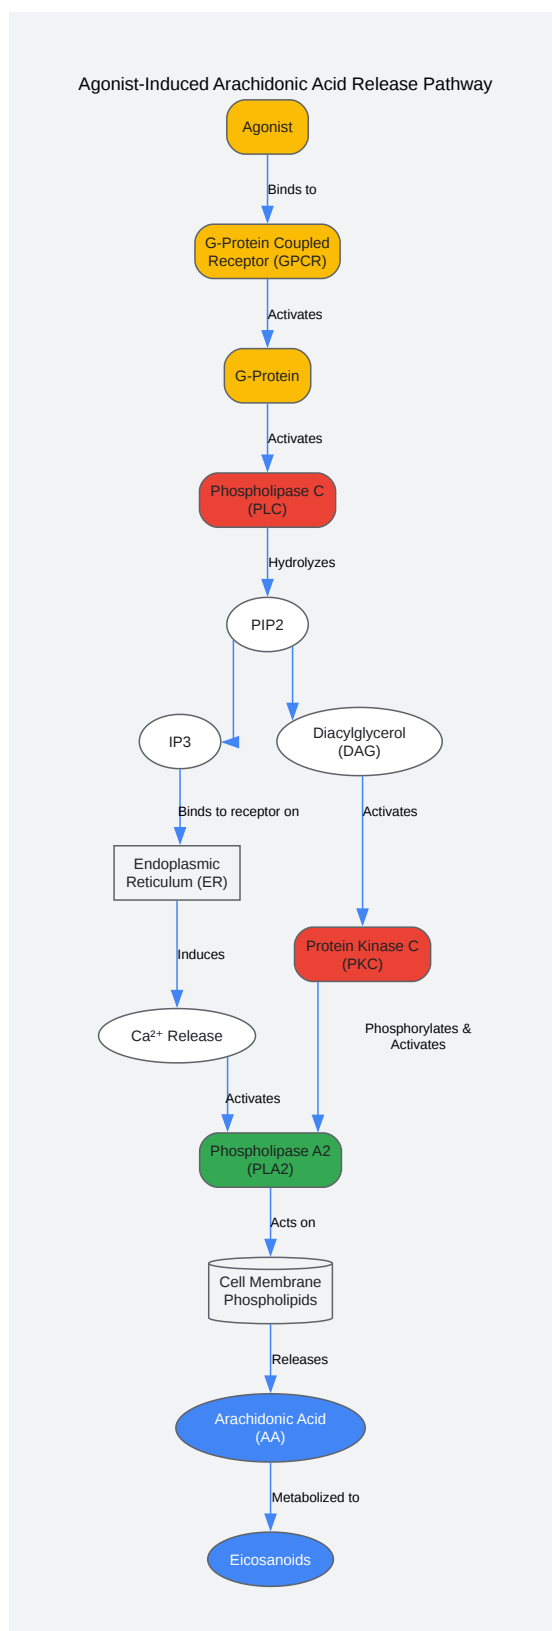 Agonist-Induced Arachidonic Acid Release Pathway
Agonist
Binds to
G-Protein Coupled
Receptor (GPCR)
Activates
G-Protein
Activates
Phospholipase C
(PLC)
Hydrolyzes
PIP2
IP3
Diacylglycerol
(DAG)
Binds to receptor on
Activates
Endoplasmic
Reticulum (ER)
Induces
Protein Kinase C
(PKC)
Ca²⁺ Release
Phosphorylates &
Activates
Activates
Phospholipase A2
(PLA2)
Acts on
Cell Membrane
Phospholipids
Releases
Arachidonic Acid
(AA)
Metabolized to
Eicosanoids